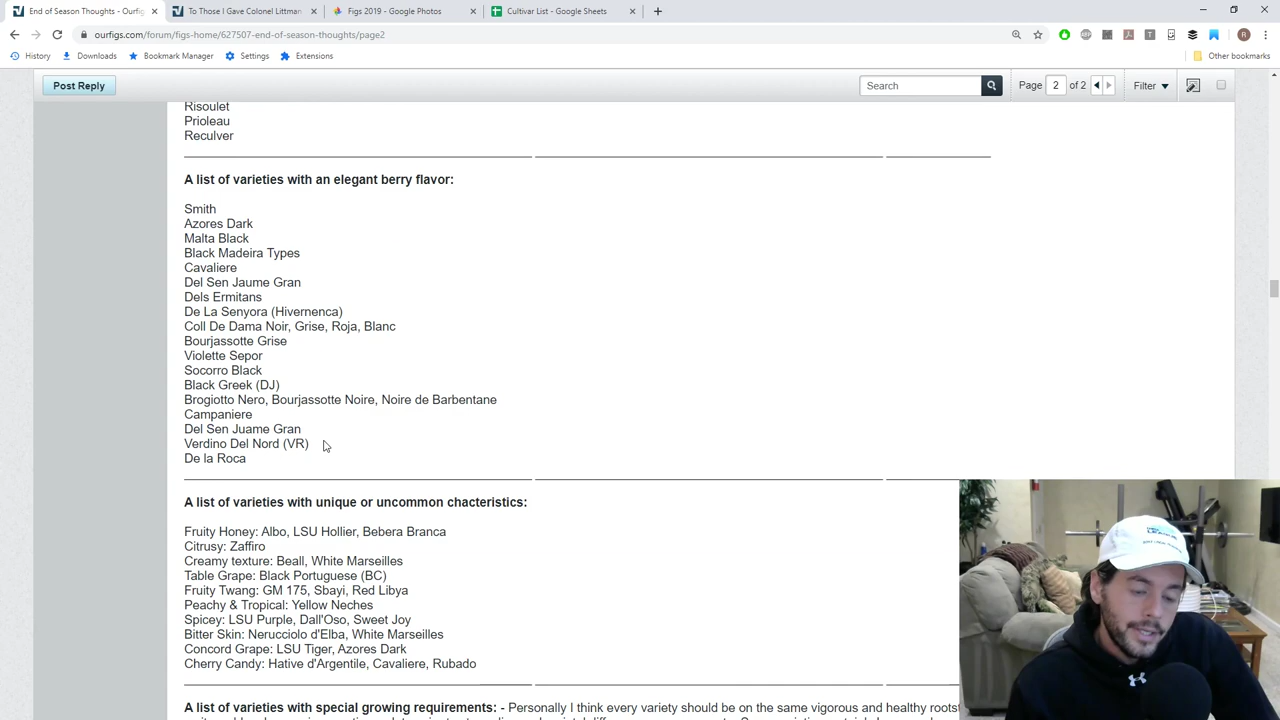 End of Season Thoughts - Ourfig
To Those I Gave Colonel Littman
Figs 2019 - Google Photos
Cultivar List - Google Sheets
ourfigs.com/forum/figs-home/627507-end-of-season-thoughts/page2
History
Downloads
Bookmark Manager
Settings
Extensions
Other bookmarks
Post Reply
Search
Page 2 of 2
Filter
Risoulet
Prioleau
Reculver
A list of varieties with an elegant berry flavor:
Smith
Azores Dark
Malta Black
Black Madeira Types
Cavaliere
Del Sen Jaume Gran
Dels Ermitans
De La Senyora (Hivernenca)
Coll De Dama Noir, Grise, Roja, Blanc
Bourjassotte Grise
Violette Sepor
Socorro Black
Black Greek (DJ)
Brogiotto Nero, Bourjassotte Noire, Noire de Barbentane
Campaniere
Del Sen Juame Gran
Verdino Del Nord (VR)
De la Roca
A list of varieties with unique or uncommon chacteristics:
Fruity Honey: Albo, LSU Hollier, Bebera Branca
Citrusy: Zaffiro
Creamy texture: Beall, White Marseilles
Table Grape: Black Portuguese (BC)
Fruity Twang: GM 175, Sbayi, Red Libya
Peachy & Tropical: Yellow Neches
Spicey: LSU Purple, Dall'Oso, Sweet Joy
Bitter Skin: Nerucciolo d'Elba, White Marseilles
Concord Grape: LSU Tiger, Azores Dark
Cherry Candy: Hative d'Argentile, Cavaliere, Rubado
A list of varieties with special growing requirements: - Personally I think every variety should be on the same vigorous and healthy roots